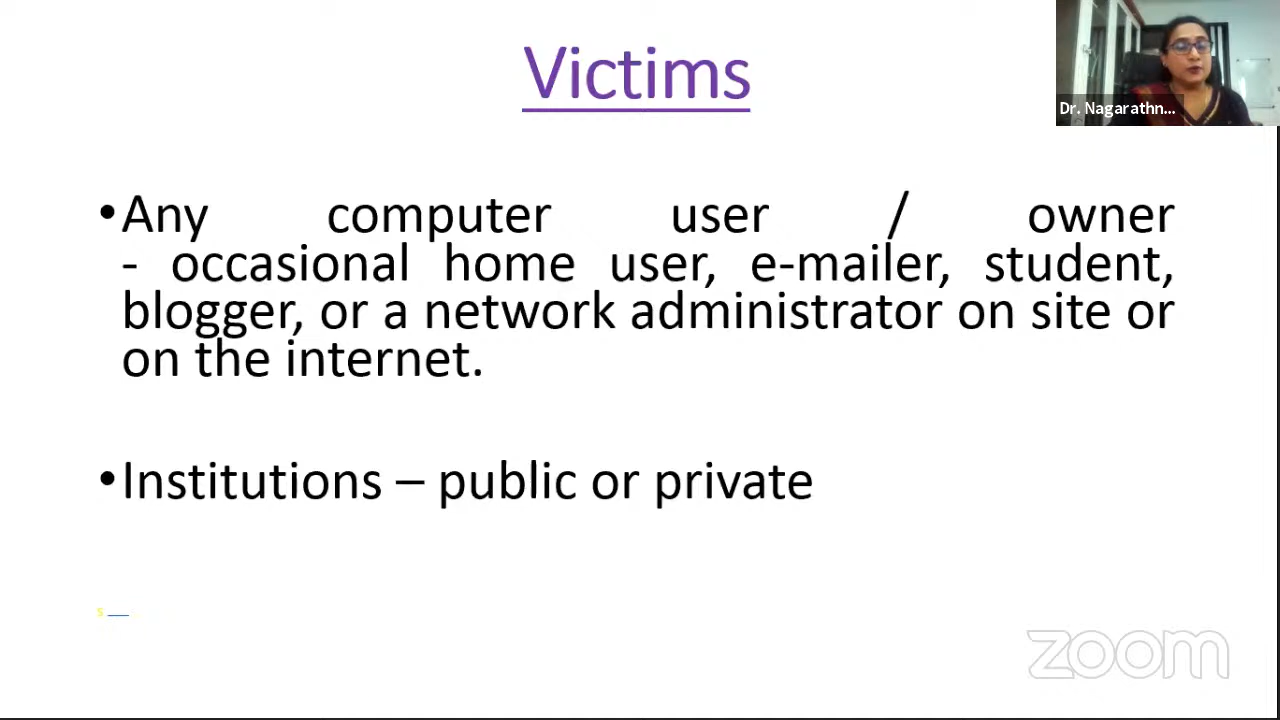 Victims
Dr. Nagarathn...
•Any computer user / owner
- occasional home user, e-mailer, student,
blogger, or a network administrator on site or
on the internet.
•Institutions – public or private
s
zoom